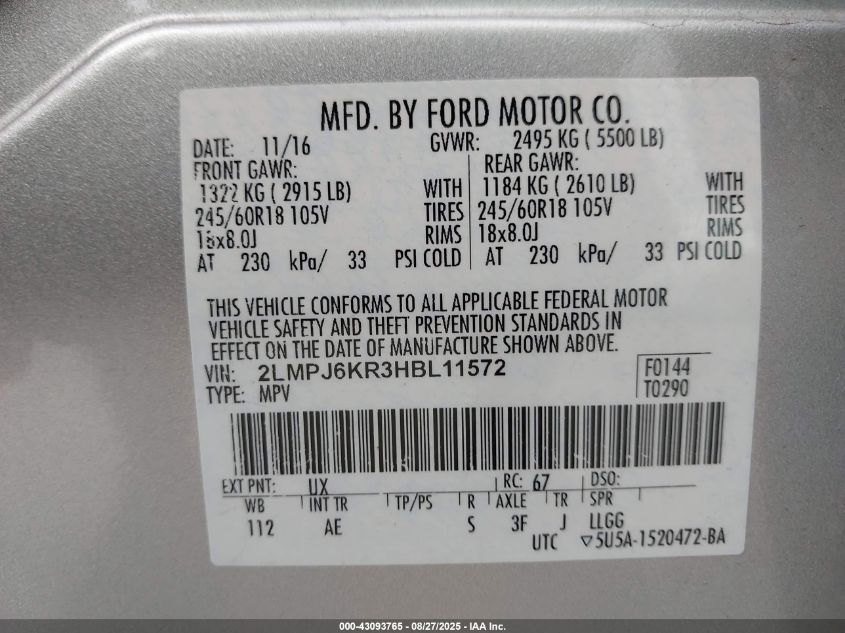 MFD. BY FORD MOTOR CO.
DATE: 11/16 GVWR: 2495 KG ( 5500 LB)
FRONT GAWR: REAR GAWR:
1322 KG ( 2915 LB) WITH 1184 KG ( 2610 LB) WITH
245/60R18 105V TIRES 245/60R18 105V TIRES
18x8.0J RIMS 18x8.0J RIMS
AT 230 kPa/ 33 PSI COLD AT 230 kPa/ 33 PSI COLD
THIS VEHICLE CONFORMS TO ALL APPLICABLE FEDERAL MOTOR
VEHICLE SAFETY AND THEFT PREVENTION STANDARDS IN
EFFECT ON THE DATE OF MANUFACTURE SHOWN ABOVE.
VIN: 2LMPJ6KR3HBL11572 F0144
TYPE: MPV T0290
EXT PNT: UX RC: 67 DSO:
WB INT TR TP/PS R AXLE TR SPR
112 AE S 3F J LLGG
UTC ▽5U5A-1520472-BA
000-43093765 - 08/27/2025 - IAA Inc.